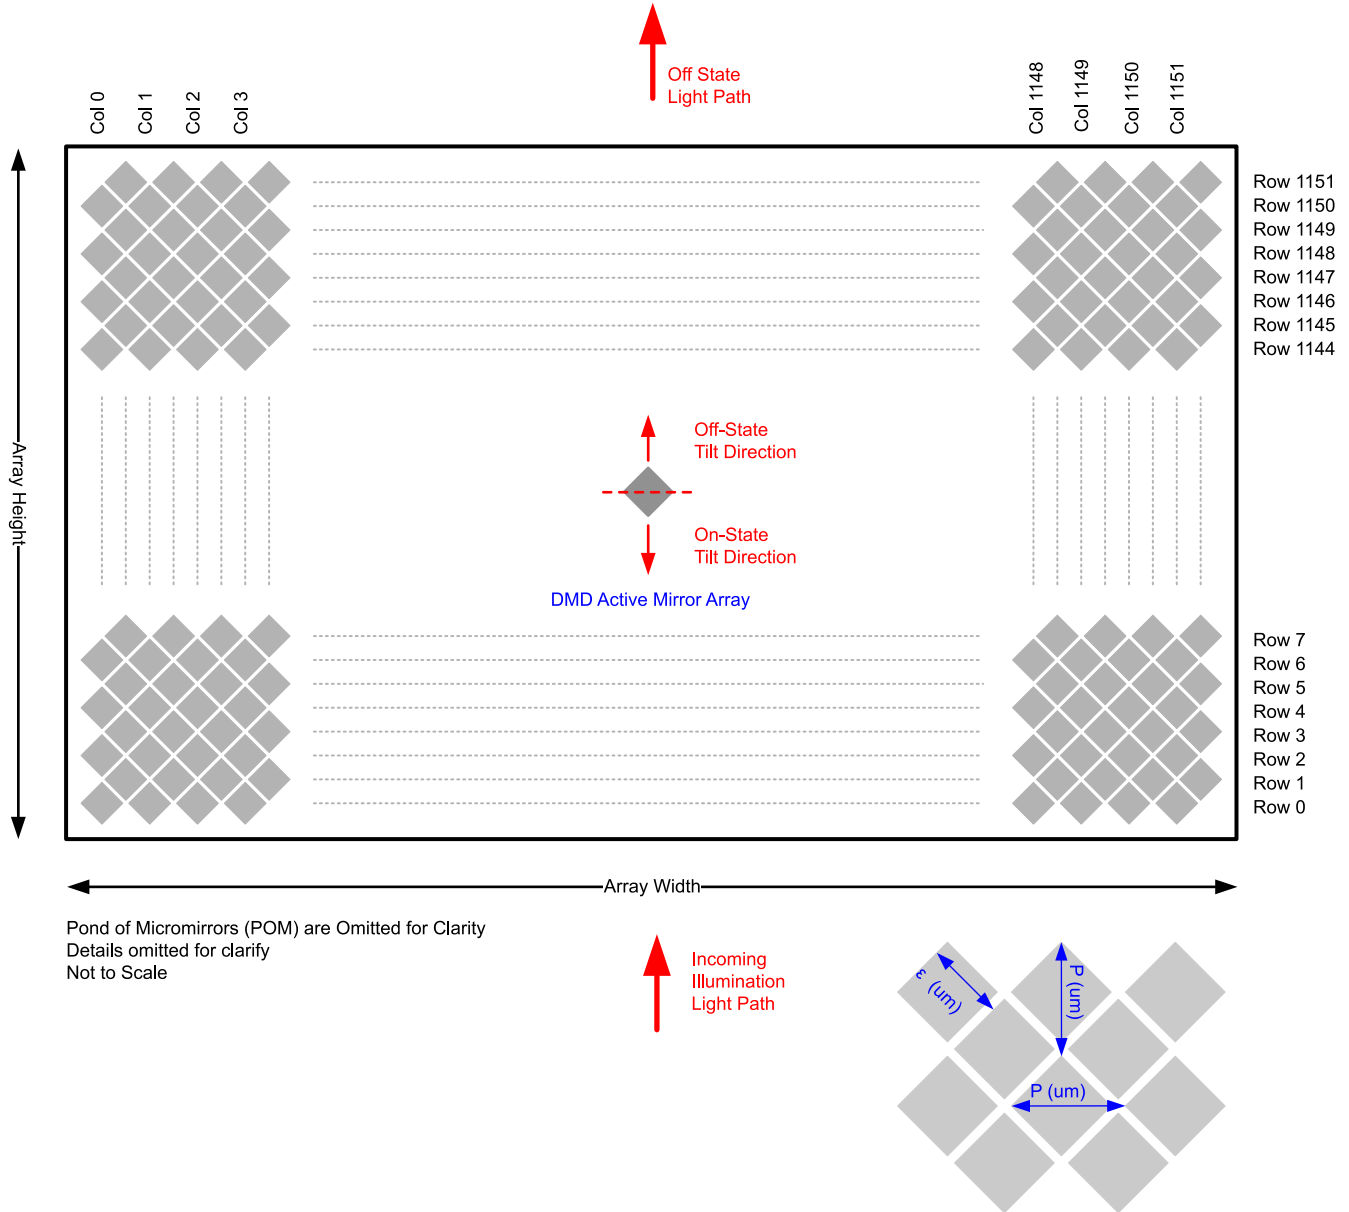 Off State
Light Path
Col 0
Col 1
Col 2
Col 3
Col 1148
Col 1149
Col 1150
Col 1151
Row 1151
Row 1150
Row 1149
Row 1148
Row 1147
Row 1146
Row 1145
Row 1144
Array Height
Off-State
Tilt Direction
On-State
Tilt Direction
DMD Active Mirror Array
Row 7
Row 6
Row 5
Row 4
Row 3
Row 2
Row 1
Row 0
Array Width
Pond of Micromirrors (POM) are Omitted for Clarity
Details omitted for clarify
Not to Scale
Incoming
Illumination
Light Path
ε (um)
P (um)
P (um)